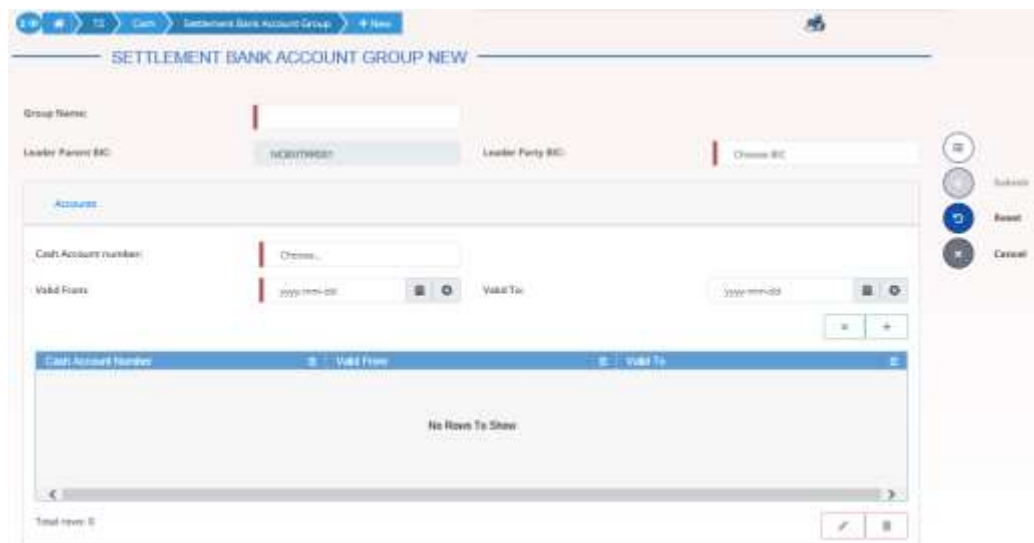 T2 Cash Settlement Bank Account Group + New
SETTLEMENT BANK ACCOUNT GROUP NEW
Group Name:
Leader Parent BIC: Leader Party BIC: Choose BIC
Submit
Accounts
Reset
Cash Account number: Choose...
Cancel
Valid From: yyyy-mm-dd Valid To: yyyy-mm-dd
Cash Account Number Valid From Valid To
No Rows To Show
Total rows: 0